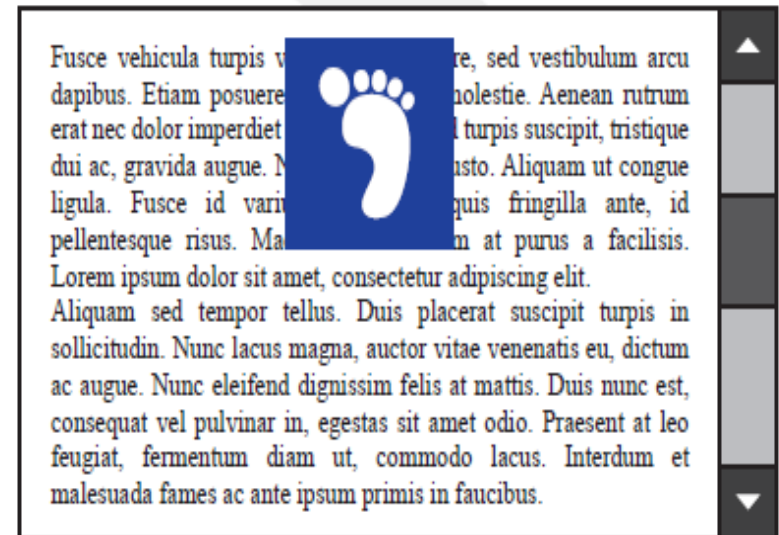 Fusce vehicula turpis sed vestibulum arcu
dapibus. Etiam posuere Aenean rutrum
erat nec dolor imperdiet turpis suscipit, tristique
dui ac, gravida augue. Aliquam ut congue
ligula. Fusce id quis fringilla ante, id
pellentesque risus. at purus a facilisis.
Lorem ipsum dolor sit amet, consectetur adipiscing elit.
Aliquam sed tempor tellus. Duis placerat suscipit turpis in
sollicitudin. Nunc lacus magna, auctor vitae venenatis eu, dictum
ac augue. Nunc eleifend dignissim felis at mattis. Duis nunc est,
consequat vel pulvinar in, egestas sit amet odio. Praesent at leo
feugiat, fermentum diam ut, commodo lacus. Interdum et
malesuada fames ac ante ipsum primis in faucibus.